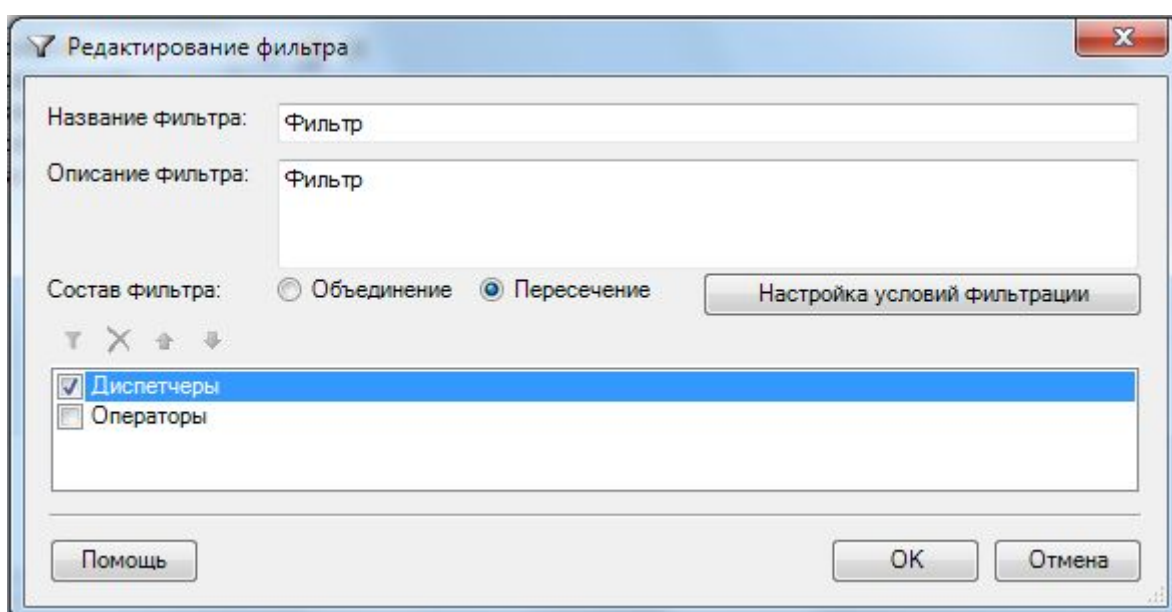 Редактирование фильтра
Название фильтра: Фильтр
Описание фильтра: Фильтр
Состав фильтра: Объединение Пересечение Настройка условий фильтрации
Диспетчеры
Операторы
Помощь OK Отмена